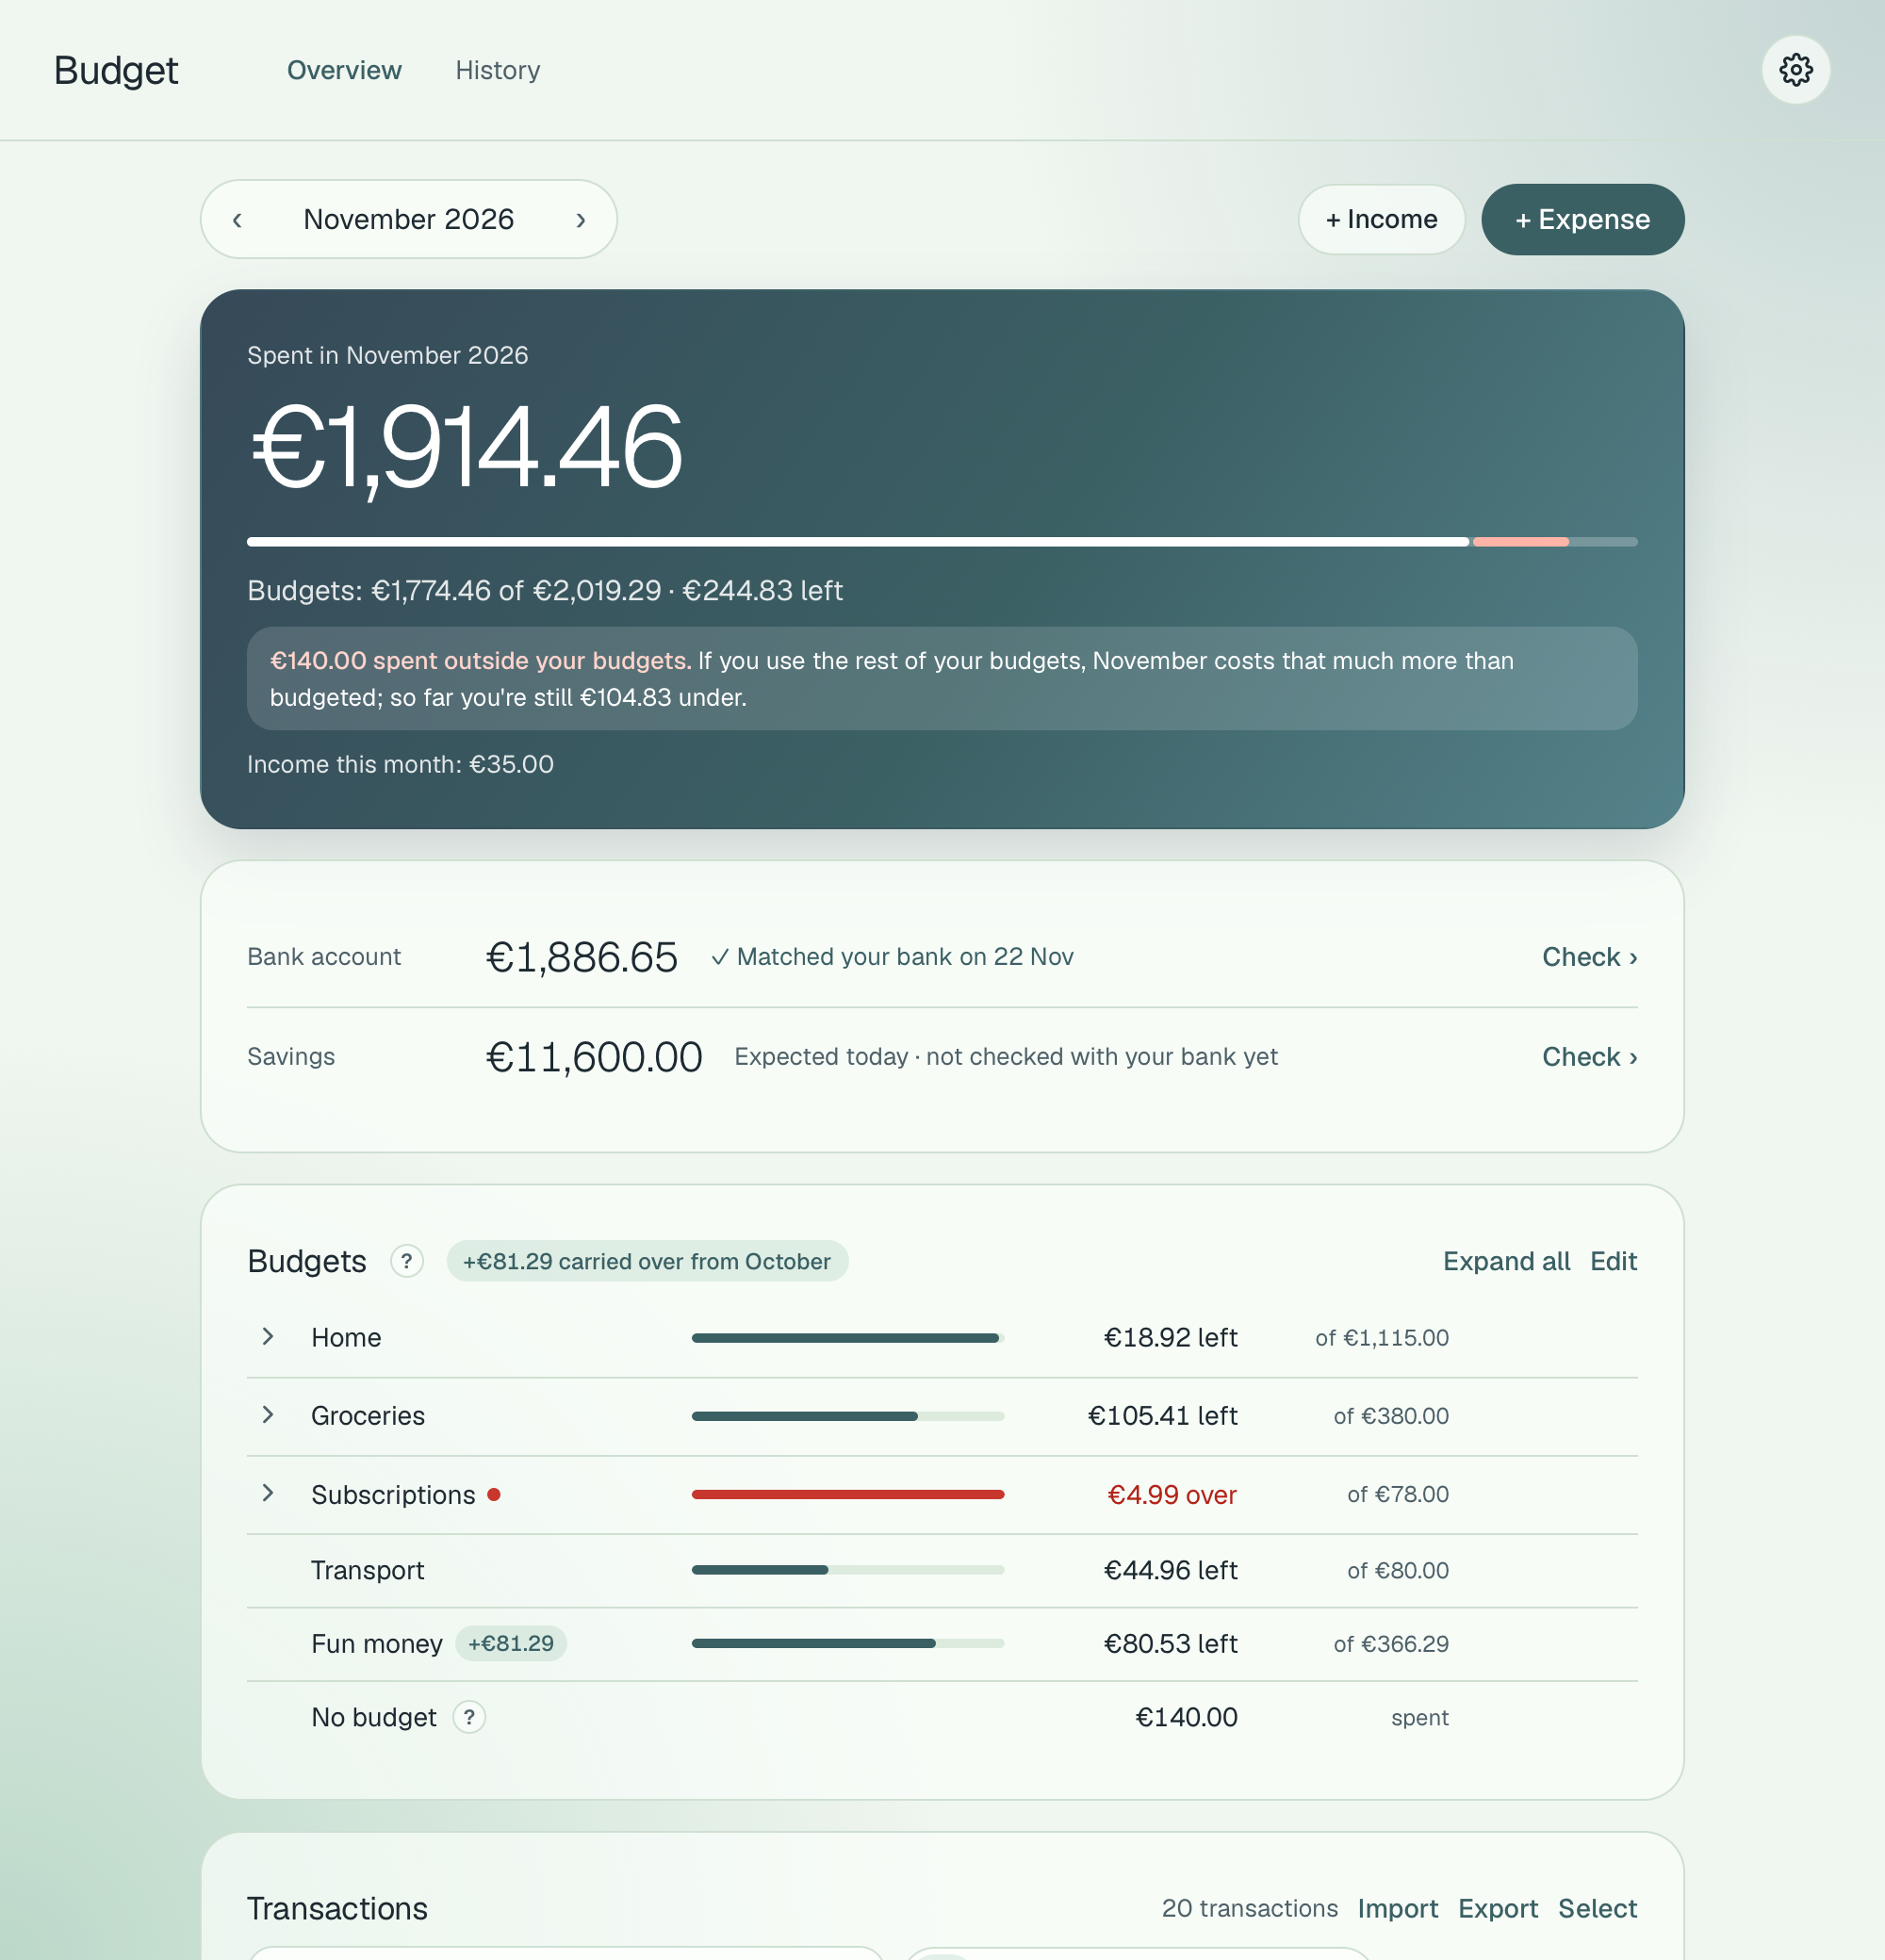 Budget Overview History
‹ November 2026 › + Income + Expense
Spent in November 2026
€1,914.46
Budgets: €1,774.46 of €2,019.29 · €244.83 left
€140.00 spent outside your budgets. If you use the rest of your budgets, November costs that much more than
budgeted; so far you're still €104.83 under.
Income this month: €35.00
Bank account €1,886.65 ✓ Matched your bank on 22 Nov Check ›
Savings €11,600.00 Expected today · not checked with your bank yet Check ›
Budgets ? +€81.29 carried over from October Expand all Edit
Home €18.92 left of €1,115.00
Groceries €105.41 left of €380.00
Subscriptions €4.99 over of €78.00
Transport €44.96 left of €80.00
Fun money +€81.29 €80.53 left of €366.29
No budget ? €140.00 spent
Transactions 20 transactions Import Export Select